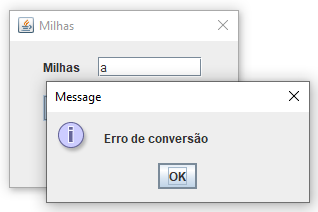 Milhas
Milhas a
Message
Erro de conversão
OK